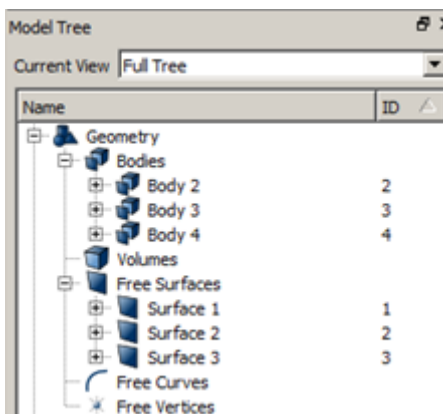 Model Tree
Current View Full Tree
Name ID
Geometry
Bodies
Body 2 2
Body 3 3
Body 4 4
Volumes
Free Surfaces
Surface 1 1
Surface 2 2
Surface 3 3
Free Curves
Free Vertices